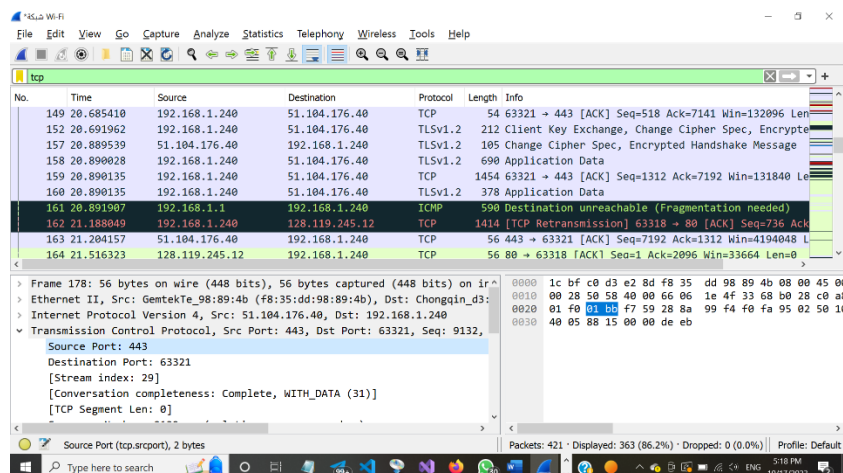 *شبكة Wi-Fi
File Edit View Go Capture Analyze Statistics Telephony Wireless Tools Help
tcp
No. Time Source Destination Protocol Length Info
149 20.685410 192.168.1.240 51.104.176.40 TCP 54 63321 → 443 [ACK] Seq=518 Ack=7141 Win=132096 Len
152 20.691962 192.168.1.240 51.104.176.40 TLSv1.2 212 Client Key Exchange, Change Cipher Spec, Encrypte
157 20.889539 51.104.176.40 192.168.1.240 TLSv1.2 105 Change Cipher Spec, Encrypted Handshake Message
158 20.890028 192.168.1.240 51.104.176.40 TLSv1.2 690 Application Data
159 20.890135 192.168.1.240 51.104.176.40 TCP 1454 63321 → 443 [ACK] Seq=1312 Ack=7192 Win=131840 Le
160 20.890135 192.168.1.240 51.104.176.40 TLSv1.2 378 Application Data
161 20.891907 192.168.1.1 192.168.1.240 ICMP 590 Destination unreachable (Fragmentation needed)
162 21.188049 192.168.1.240 128.119.245.12 TCP 1414 [TCP Retransmission] 63318 → 80 [ACK] Seq=736 Ack
163 21.204157 51.104.176.40 192.168.1.240 TCP 56 443 → 63321 [ACK] Seq=7192 Ack=1312 Win=4194048 L
164 21.516323 128.119.245.12 192.168.1.240 TCP 56 80 → 63318 [ACK] Seq=1 Ack=2096 Win=33664 Len=0
Frame 178: 56 bytes on wire (448 bits), 56 bytes captured (448 bits) on ir
Ethernet II, Src: GemtekTe_98:89:4b (f8:35:dd:98:89:4b), Dst: Chongqin_d3:
Internet Protocol Version 4, Src: 51.104.176.40, Dst: 192.168.1.240
Transmission Control Protocol, Src Port: 443, Dst Port: 63321, Seq: 9132,
Source Port: 443
Destination Port: 63321
[Stream index: 29]
[Conversation completeness: Complete, WITH_DATA (31)]
[TCP Segment Len: 0]
0000 1c bf c0 d3 e2 8d f8 35 dd 98 89 4b 08 00 45 00
0010 00 28 50 58 40 00 66 06 1e 4f 33 68 b0 28 c0 a8
0020 01 f0 01 bb f7 59 28 8a 99 f4 f0 fa 95 02 50 10
0030 40 05 88 15 00 00 de eb
Source Port (tcp.srcport), 2 bytes
Packets: 421 · Displayed: 363 (86.2%) · Dropped: 0 (0.0%)
Profile: Default
Type here to search
ENG
5:18 PM